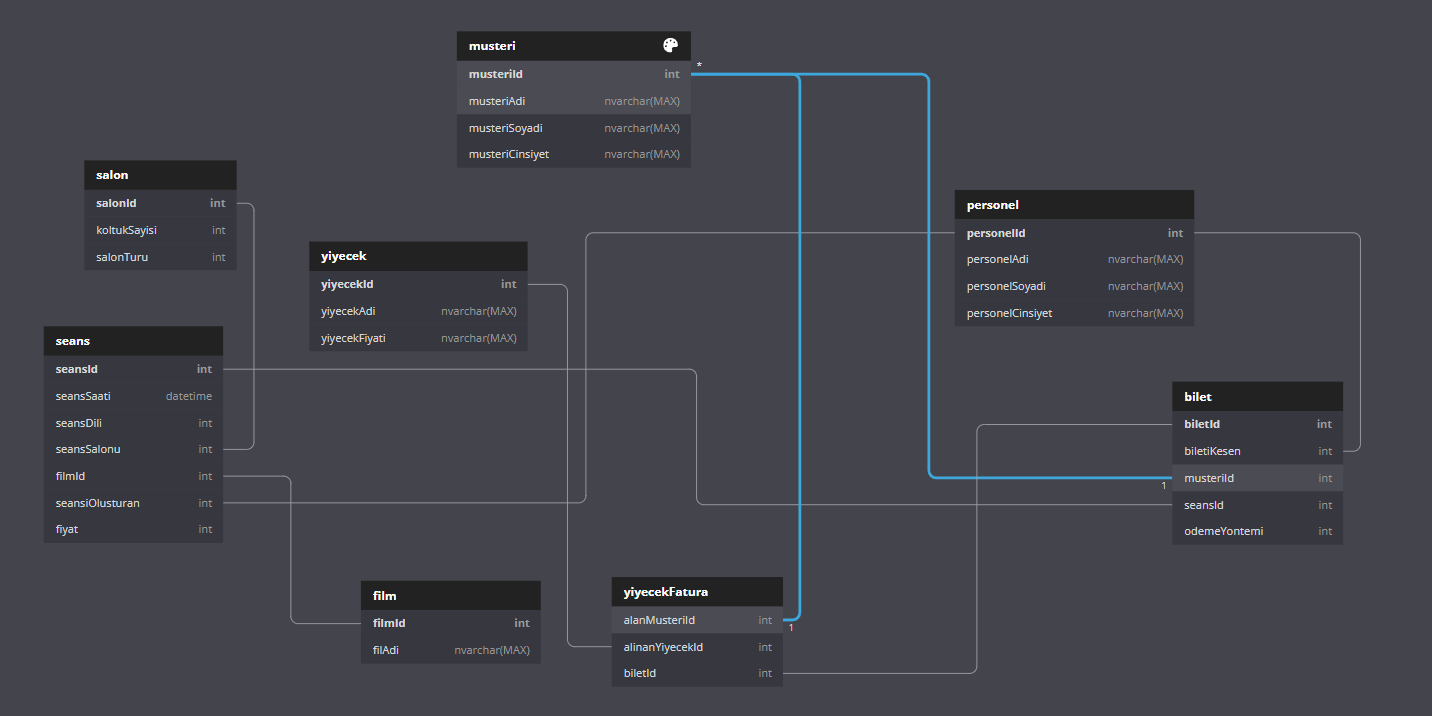 musteri
musteriId int
musteriAdi nvarchar(MAX)
musteriSoyadi nvarchar(MAX)
musteriCinsiyet nvarchar(MAX)
*
salon
salonId int
koltukSayisi int
salonTuru int
personel
personelId int
personelAdi nvarchar(MAX)
personelSoyadi nvarchar(MAX)
personelCinsiyet nvarchar(MAX)
yiyecek
yiyecekId int
yiyecekAdi nvarchar(MAX)
yiyecekFiyati nvarchar(MAX)
seans
seansId int
seansSaati datetime
seansDili int
seansSalonu int
filmId int
seansiOlusturan int
fiyat int
bilet
biletId int
biletiKesen int
musteriId int
seansId int
odemeYontemi int
1
film
filmId int
filAdi nvarchar(MAX)
yiyecekFatura
alanMusteriId int
alinanYiyecekId int
biletId int
1